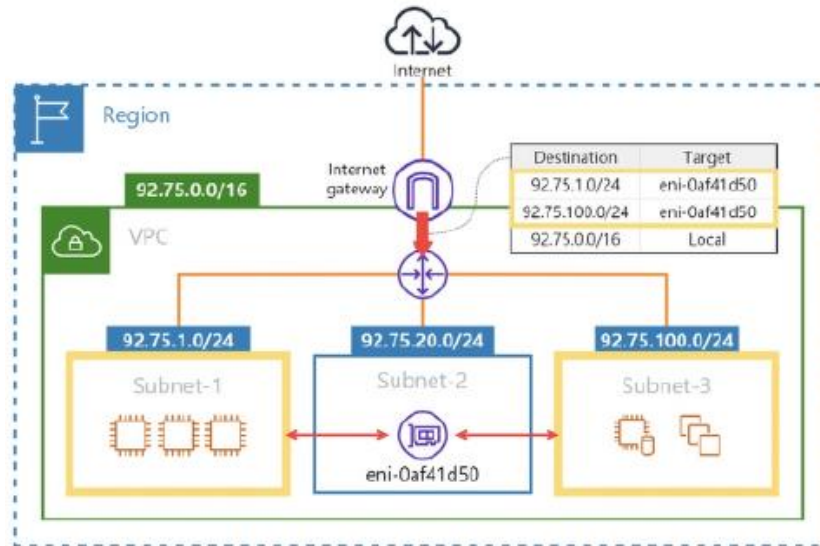 Internet
Region
Internet
gateway
Destination Target
92.75.1.0/24 eni-0af41d50
92.75.100.0/24 eni-0af41d50
92.75.0.0/16 Local
92.75.0.0/16
VPC
92.75.1.0/24
92.75.20.0/24
92.75.100.0/24
Subnet-1
Subnet-2
Subnet-3
eni-0af41d50